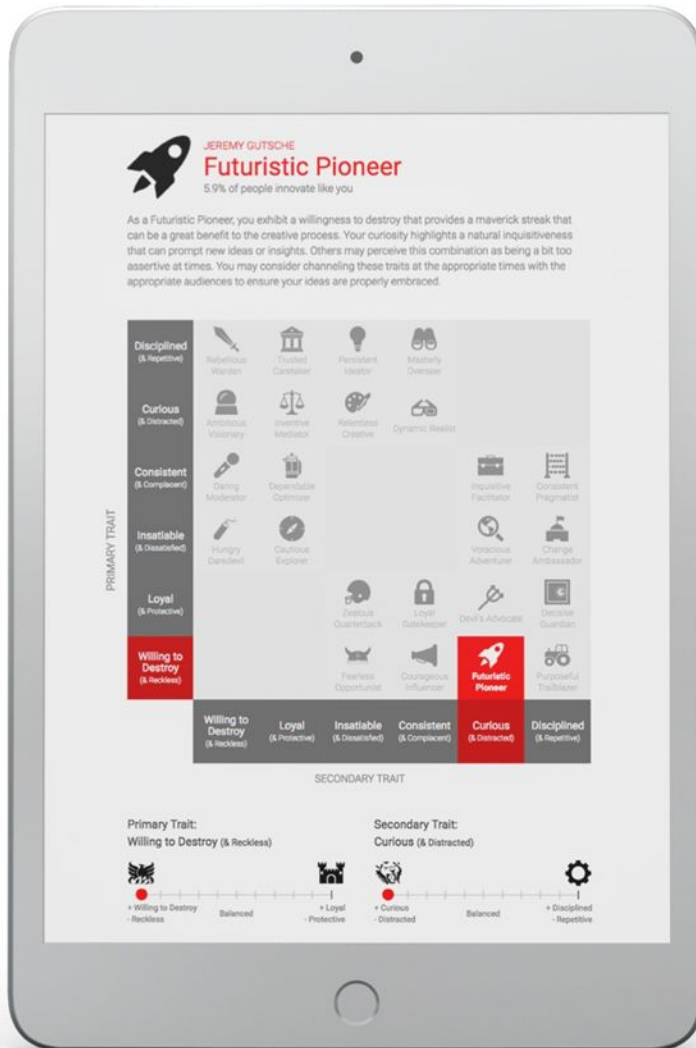 JEREMY GUTSCHE
Futuristic Pioneer
5.9% of people innovate like you
As a Futuristic Pioneer, you exhibit a willingness to destroy that provides a maverick streak that
can be a great benefit to the creative process. Your curiosity highlights a natural inquisitiveness
that can prompt new ideas or insights. Others may perceive this combination as being a bit too
assertive at times. You may consider channeling these traits at the appropriate times with the
appropriate audiences to ensure your ideas are properly embraced.
PRIMARY TRAIT
Disciplined
(& Repetitive)
Rebellious
Warden
Trusted
Caretaker
Persistent
Ideator
Masterly
Overseer
Curious
(& Distracted)
Ambitious
Visionary
Inventive
Mediator
Relentless
Creative
Dynamic Realist
Consistent
(& Complacent)
Daring
Moderator
Dependable
Optimizer
Inquisitive
Facilitator
Consistent
Pragmatist
Insatiable
(& Dissatisfied)
Hungry
Daredevil
Cautious
Explorer
Voracious
Adventurer
Change
Ambassador
Loyal
(& Protective)
Zealous
Quarterback
Loyal
Gatekeeper
Devil's Advocate
Decisive
Guardian
Willing to
Destroy
(& Reckless)
Fearless
Opportunist
Courageous
Influencer
Futuristic
Pioneer
Purposeful
Trailblazer
Willing to
Destroy
(& Reckless)
Loyal
(& Protective)
Insatiable
(& Dissatisfied)
Consistent
(& Complacent)
Curious
(& Distracted)
Disciplined
(& Repetitive)
SECONDARY TRAIT
Primary Trait:
Willing to Destroy (& Reckless)
+ Willing to Destroy
- Reckless
Balanced
+ Loyal
- Protective
Secondary Trait:
Curious (& Distracted)
+ Curious
- Distracted
Balanced
+ Disciplined
- Repetitive